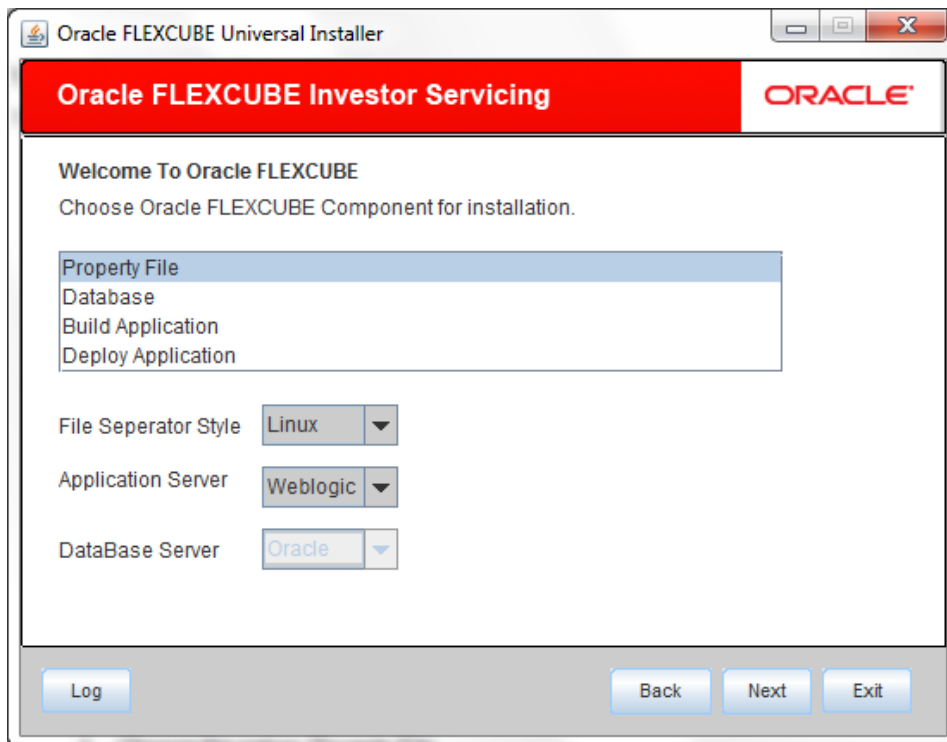 Oracle FLEXCUBE Universal Installer
Oracle FLEXCUBE Investor Servicing
ORACLE
Welcome To Oracle FLEXCUBE
Choose Oracle FLEXCUBE Component for installation.
Property File
Database
Build Application
Deploy Application
File Seperator Style Linux
Application Server Weblogic
DataBase Server Oracle
Log Back Next Exit